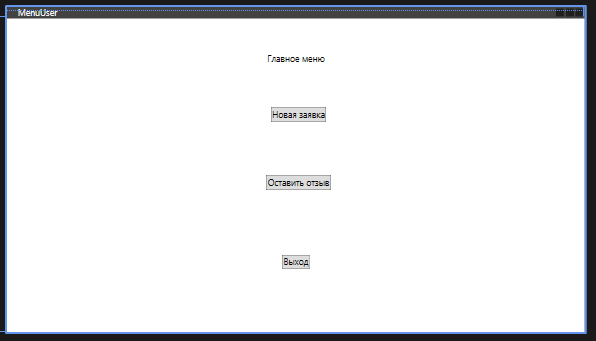 MenuUser
Главное меню
Новая заявка
Оставить отзыв
Выход